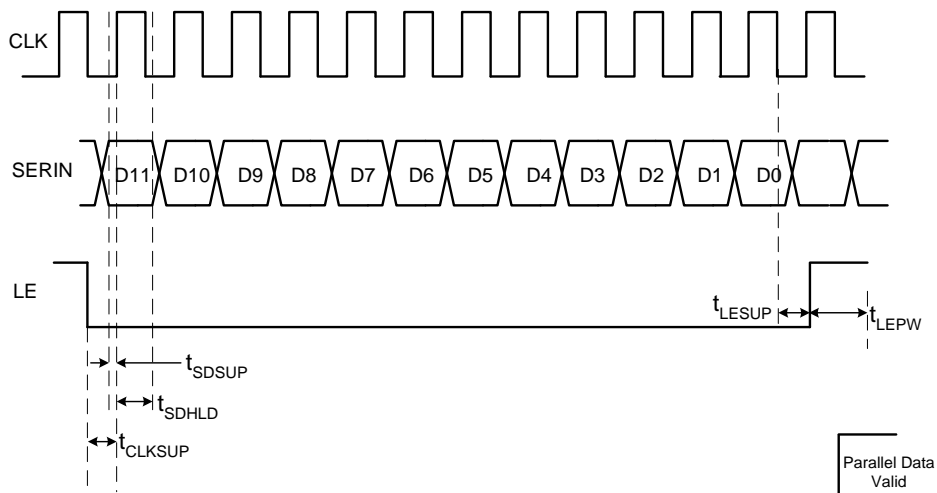 CLK
SERIN
D11 D10 D9 D8 D7 D6 D5 D4 D3 D2 D1 D0
LE
tLESUP
tLEPW
tSDSUP
tSDHLD
tCLKSUP
Parallel Data
Valid